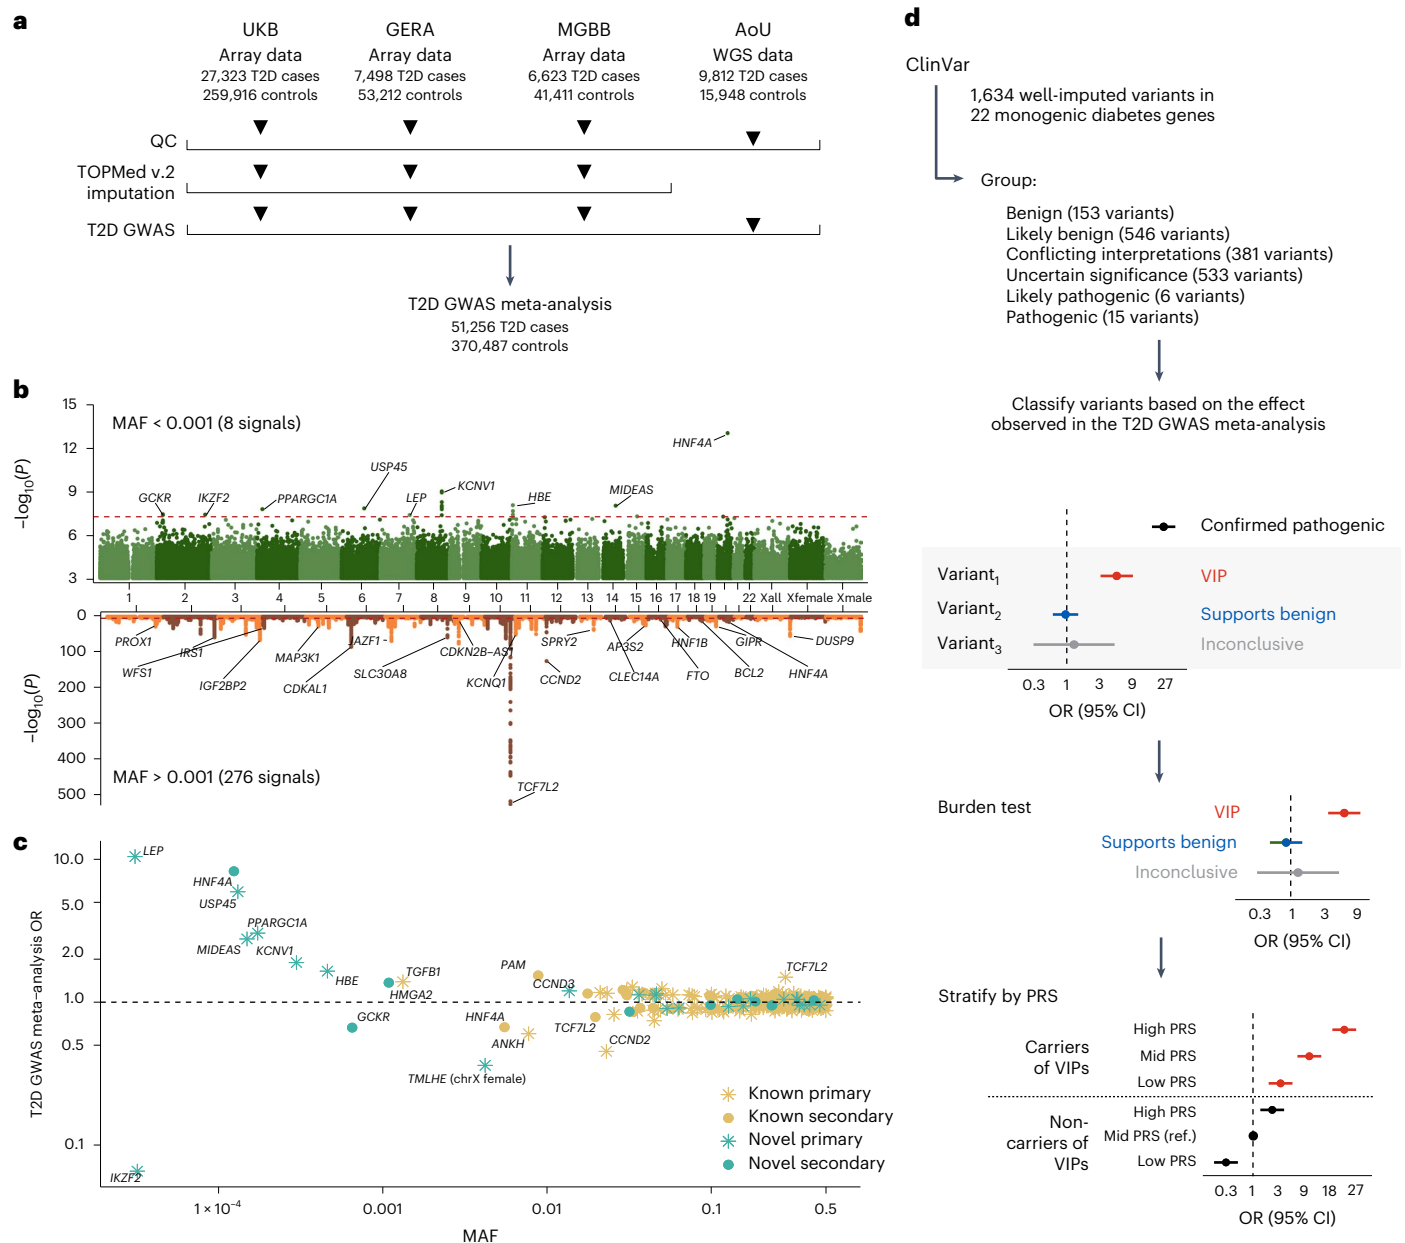 a
UKB
Array data
27,323 T2D cases
259,916 controls
GERA
Array data
7,498 T2D cases
53,212 controls
MGBB
Array data
6,623 T2D cases
41,411 controls
AoU
WGS data
9,812 T2D cases
15,948 controls
QC
TOPMed v.2
imputation
T2D GWAS
T2D GWAS meta-analysis
51,256 T2D cases
370,487 controls
b
MAF < 0.001 (8 signals)
–log10(P)
15
12
9
6
3
GCKR
IKZF2
PPARGC1A
USP45
LEP
KCNV1
HBE
MIDEAS
HNF4A
1 2 3 4 5 6 7 8 9 10 11 12 13 14 15 16 17 18 19 22 Xall Xfemale Xmale
–log10(P)
0
100
200
300
400
500
PROX1
WFS1
IRS1
IGF2BP2
MAP3K1
CDKAL1
JAZF1
SLC30A8
CDKN2B–AS1
KCNQ1
SPRY2
CCND2
AP3S2
CLEC14A
HNF1B
FTO
GIPR
BCL2
DUSP9
HNF4A
TCF7L2
MAF > 0.001 (276 signals)
c
T2D GWAS meta–analysis OR
10.0
5.0
2.0
1.0
0.5
0.1
LEP
HNF4A
USP45
PPARGC1A
MIDEAS
KCNV1
HBE
TGFB1
HMGA2
GCKR
PAM
CCND3
TCF7L2
HNF4A
ANKH
TCF7L2
CCND2
TMLHE (chrX female)
IKZF2
Known primary
Known secondary
Novel primary
Novel secondary
1 × 10−4
0.001
0.01
0.1
0.5
MAF
d
ClinVar
1,634 well-imputed variants in
22 monogenic diabetes genes
Group:
Benign (153 variants)
Likely benign (546 variants)
Conflicting interpretations (381 variants)
Uncertain significance (533 variants)
Likely pathogenic (6 variants)
Pathogenic (15 variants)
Classify variants based on the effect
observed in the T2D GWAS meta-analysis
Confirmed pathogenic
Variant1 VIP
Variant2 Supports benign
Variant3 Inconclusive
0.3 1 3 9 27
OR (95% CI)
Burden test
VIP
Supports benign
Inconclusive
0.3 1 3 9
OR (95% CI)
Stratify by PRS
Carriers
of VIPs
High PRS
Mid PRS
Low PRS
Non-
carriers of
VIPs
High PRS
Mid PRS (ref.)
Low PRS
0.3 1 3 9 18 27
OR (95% CI)